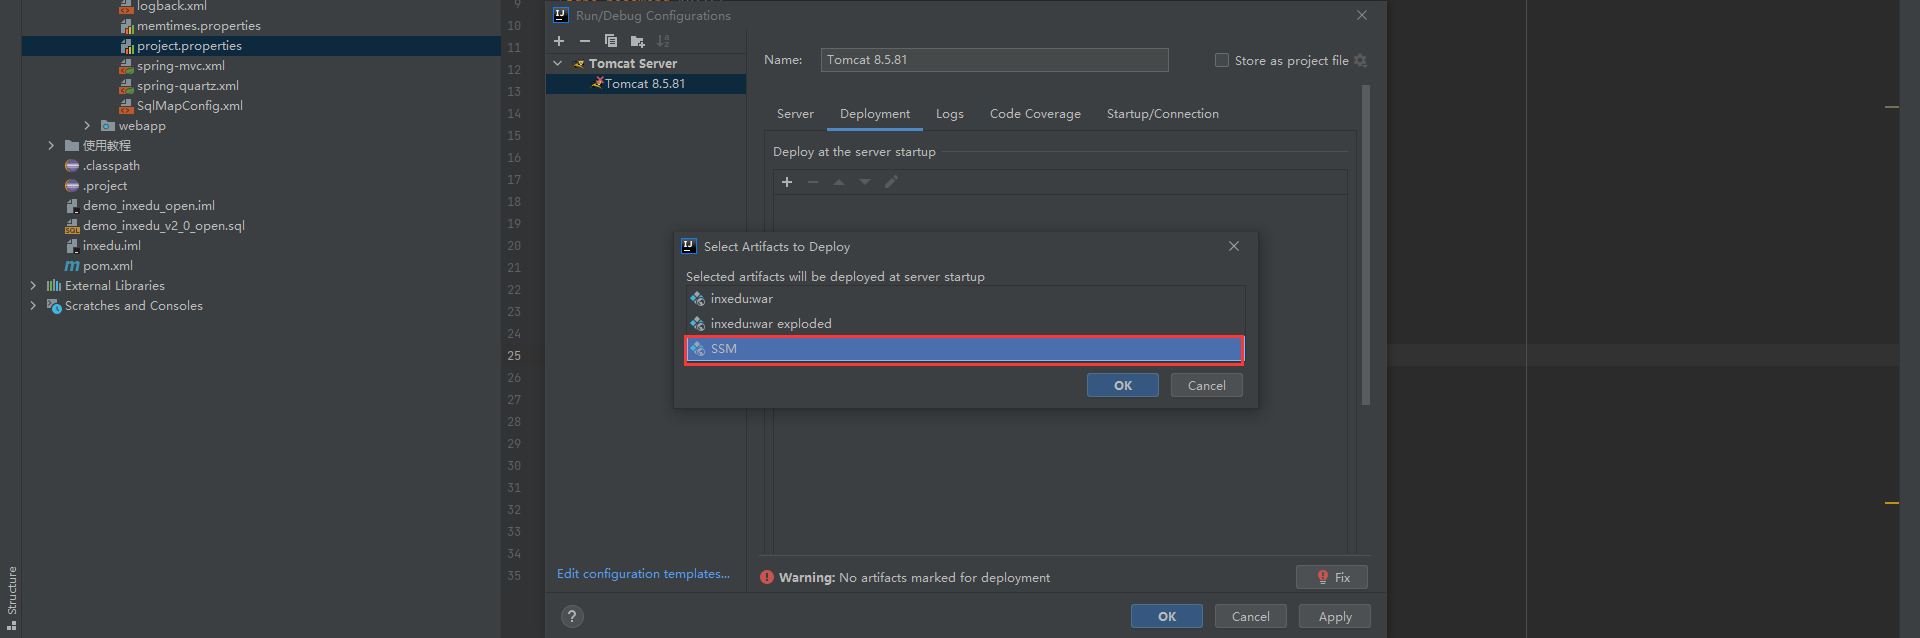 logback.xml
memtimes.properties
project.properties
spring-mvc.xml
spring-quartz.xml
SqlMapConfig.xml
webapp
使用教程
.classpath
.project
demo_inxedu_open.iml
demo_inxedu_v2_0_open.sql
inxedu.iml
pom.xml
External Libraries
Scratches and Consoles
Structure
9
10
11
12
13
14
15
16
17
18
19
20
21
22
23
24
25
26
27
28
29
30
31
32
33
34
35
Run/Debug Configurations
Tomcat Server
Tomcat 8.5.81
Edit configuration templates...
Name: Tomcat 8.5.81 Store as project file
Server Deployment Logs Code Coverage Startup/Connection
Deploy at the server startup
Select Artifacts to Deploy
Selected artifacts will be deployed at server startup
inxedu:war
inxedu:war exploded
SSM
OK Cancel
Warning: No artifacts marked for deployment Fix
? OK Cancel Apply